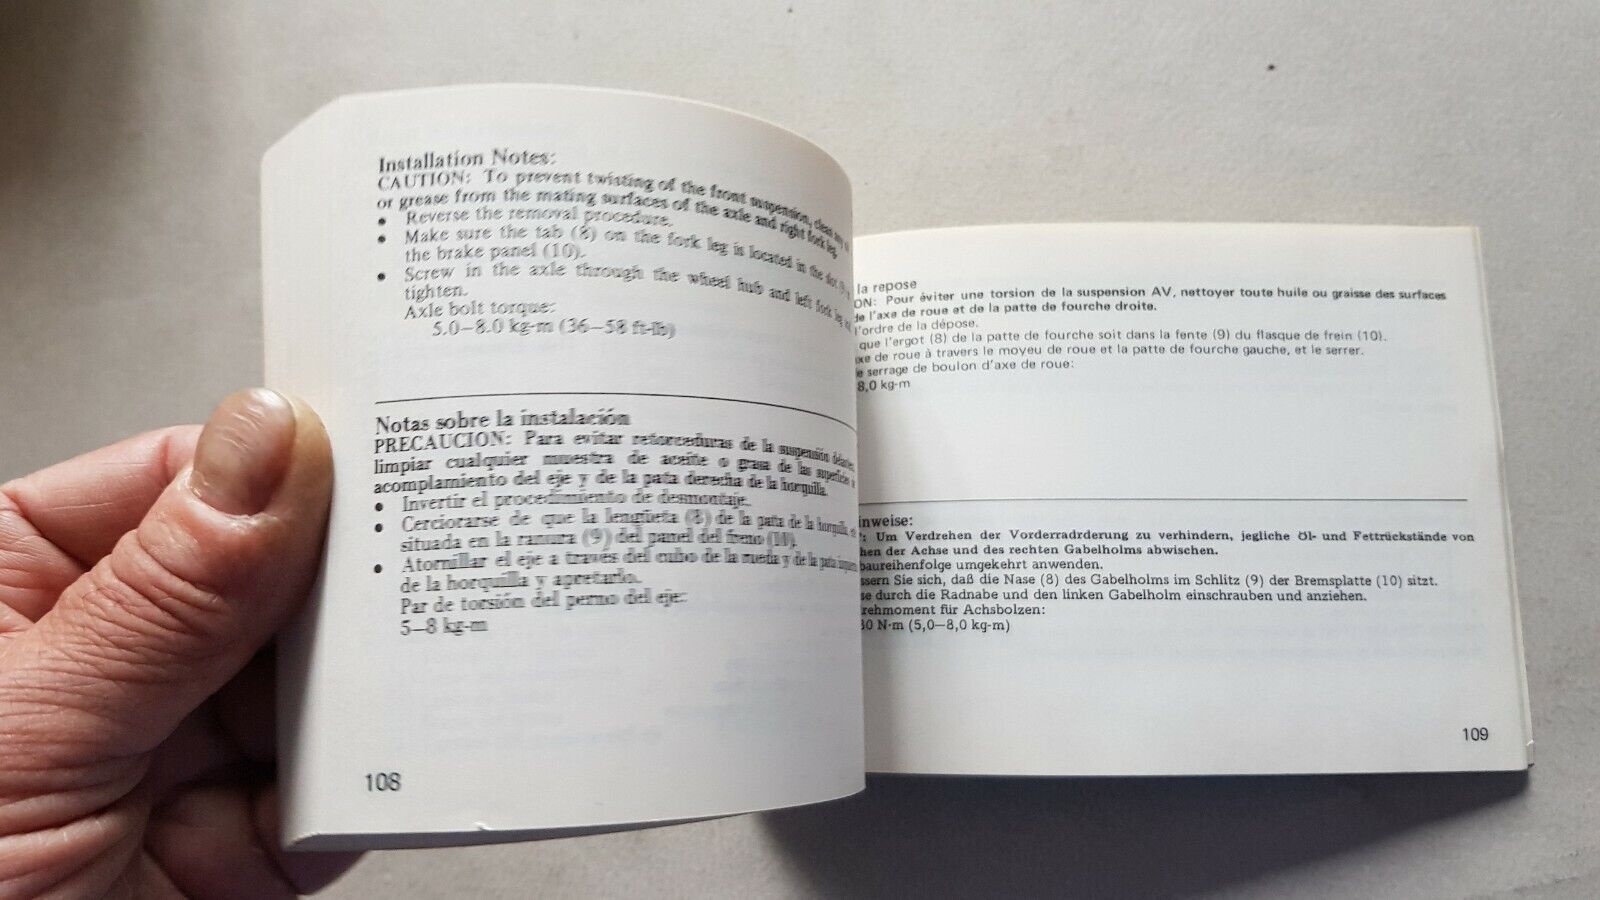 Installation Notes:
CAUTION: To prevent twisting of the front suspension, clean any oil
or grease from the mating surfaces of the axle and right fork leg.
• Reverse the removal procedure.
• Make sure the tab (8) on the fork leg is located in the slot (9)
the brake panel (10).
• Screw in the axle through the wheel hub and left fork leg and
tighten.
Axle bolt torque:
5.0–8.0 kg-m (36–58 ft-lb)
Notas sobre la instalación
PRECAUCION: Para evitar retorceduras de la suspensión delantera,
limpiar cualquier muestra de aceite o grasa de las superficies de
acomplamiento del eje y de la pata derecha de la horquilla.
• Invertir el procedimiento de desmontaje.
• Cerciorarse de que la lengüeta (8) de la pata de la horquilla
situada en la ranura (9) del panel del freno (10).
• Atornillar el eje a través del cubo de la rueda y de la pata
de la horquilla y apretarlo.
Par de torsión del perno del eje:
5–8 kg-m
108
la repose
ON: Pour éviter une torsion de la suspension AV, nettoyer toute huile ou graisse des surfaces
de l'axe de roue et de la patte de fourche droite.
l'ordre de la dépose.
que l'ergot (8) de la patte de fourche soit dans la fente (9) du flasque de frein (10).
xe de roue à travers le moyeu de roue et la patte de fourche gauche, et le serrer.
e serrage de boulon d'axe de roue:
8,0 kg-m
inweise:
: Um Verdrehen der Vorderradrderung zu verhindern, jegliche Öl- und Fettrückstände von
hen der Achse und des rechten Gabelholms abwischen.
baureihenfolge umgekehrt anwenden.
ssern Sie sich, daß die Nase (8) des Gabelholms im Schlitz (9) der Bremsplatte (10) sitzt.
se durch die Radnabe und den linken Gabelholm einschrauben und anziehen.
rehmoment für Achsbolzen:
80 N·m (5,0–8,0 kg-m)
109